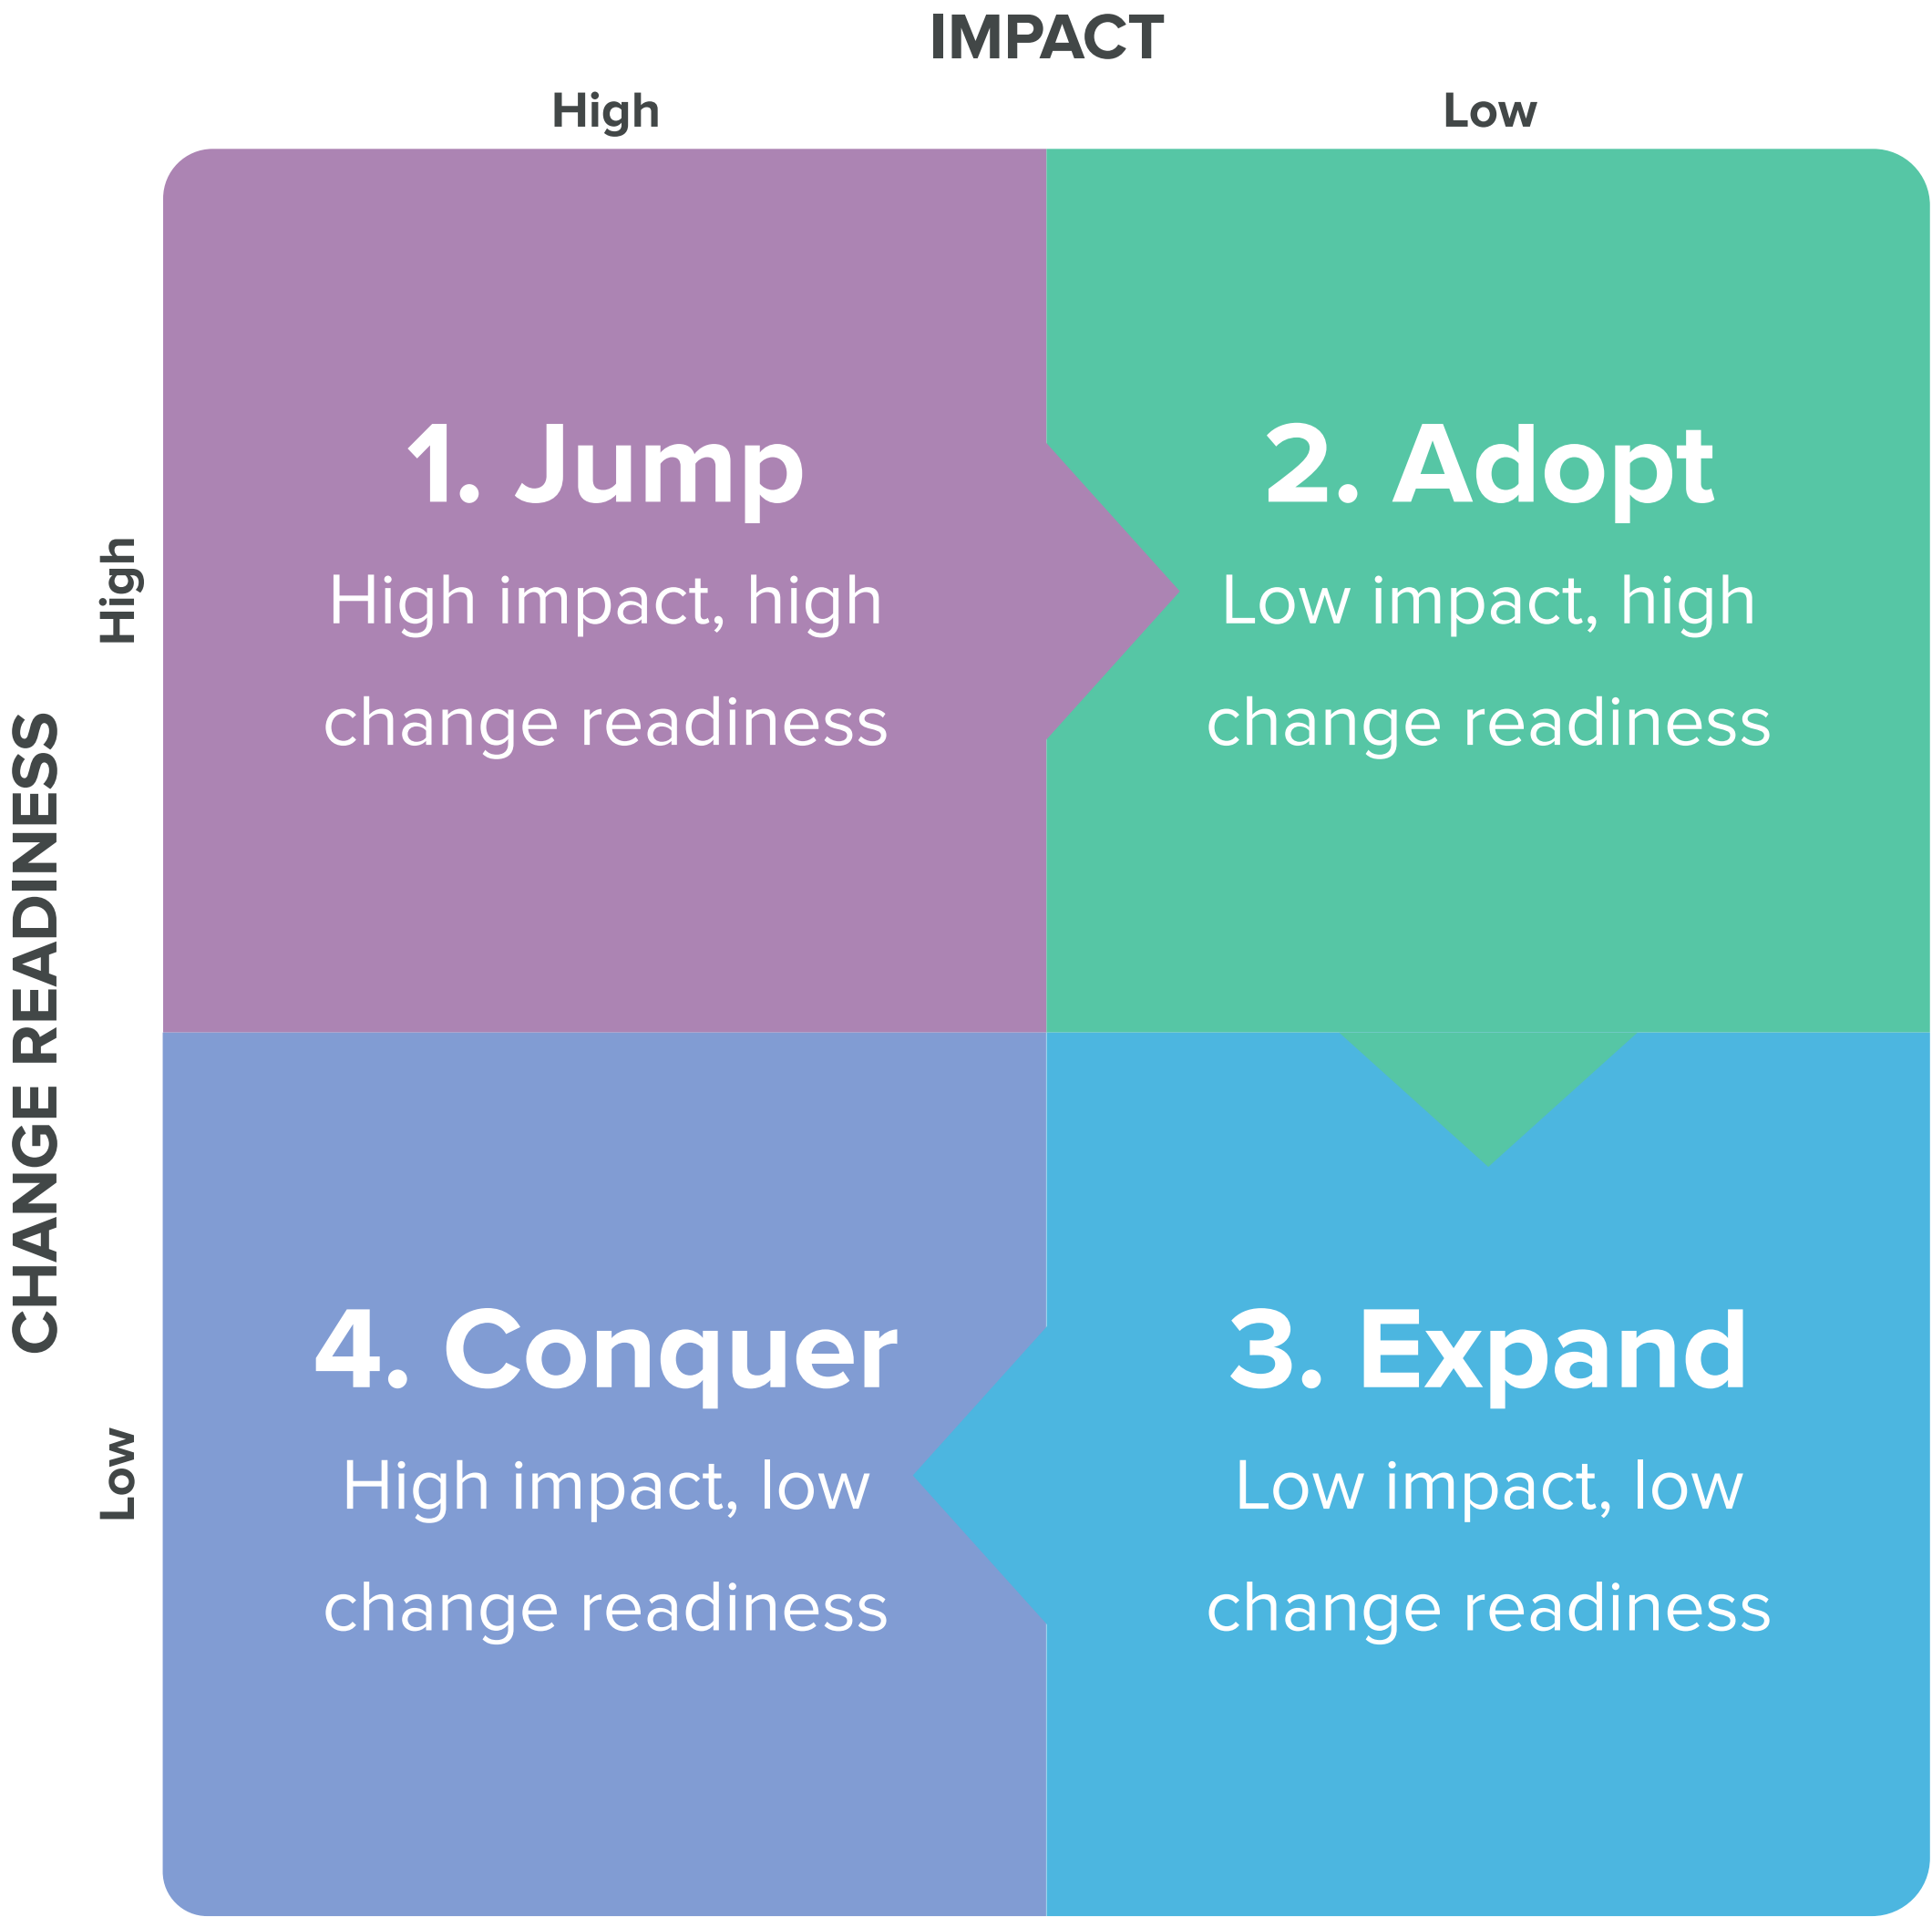 IMPACT
High
Low
CHANGE READINESS
High
Low
1. Jump
High impact, high
change readiness
2. Adopt
Low impact, high
change readiness
4. Conquer
High impact, low
change readiness
3. Expand
Low impact, low
change readiness